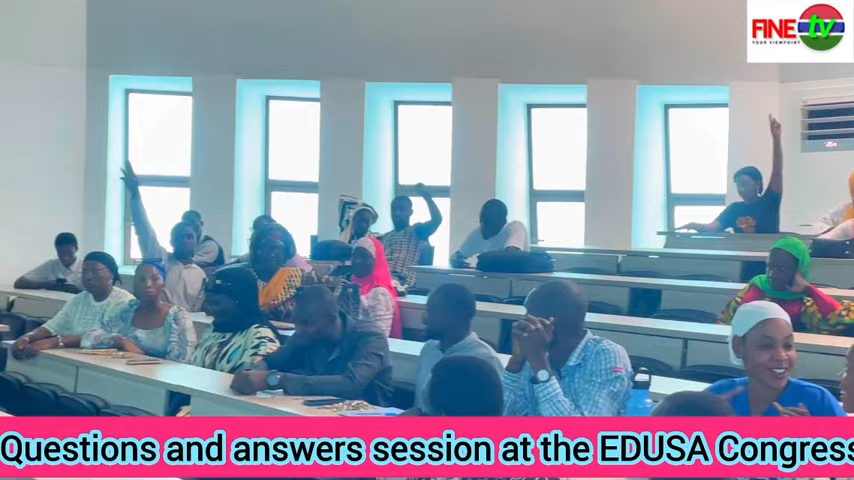 FINE tv
YOUR VIEWPOINT
Questions and answers session at the EDUSA Congress